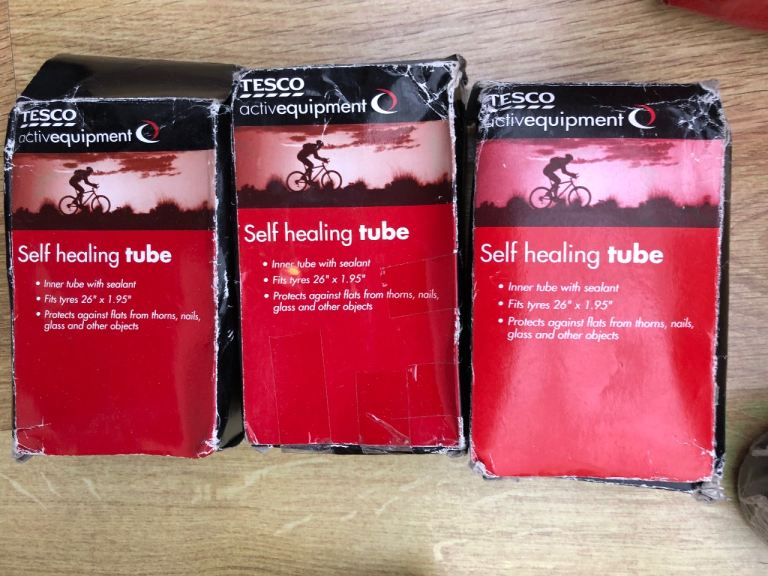 TESCO
activequipment
Self healing tube
• Inner tube with sealant
• Fits tyres 26" x 1.95"
• Protects against flats from thorns, nails,
glass and other objects
TESCO
activequipment
Self healing tube
• Inner tube with sealant
• Fits tyres 26" x 1.95"
• Protects against flats from thorns, nails,
glass and other objects
TESCO
activequipment
Self healing tube
• Inner tube with sealant
• Fits tyres 26" x 1.95"
• Protects against flats from thorns, nails,
glass and other objects